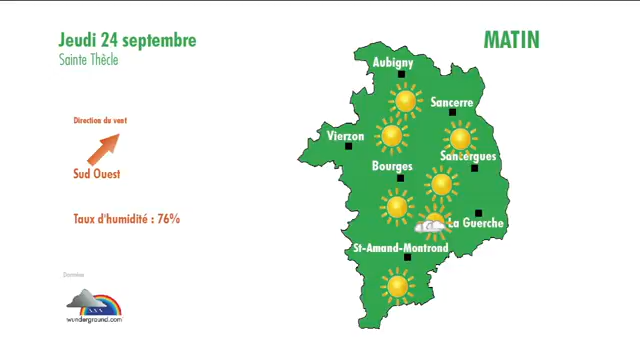 Jeudi 24 septembre
Sainte Thècle
MATIN
Direction du vent
Sud Ouest
Taux d'humidité : 76%
Données
wunderground.com
Aubigny
Sancerre
Vierzon
Sancergues
Bourges
La Guerche
St-Amand-Montrond